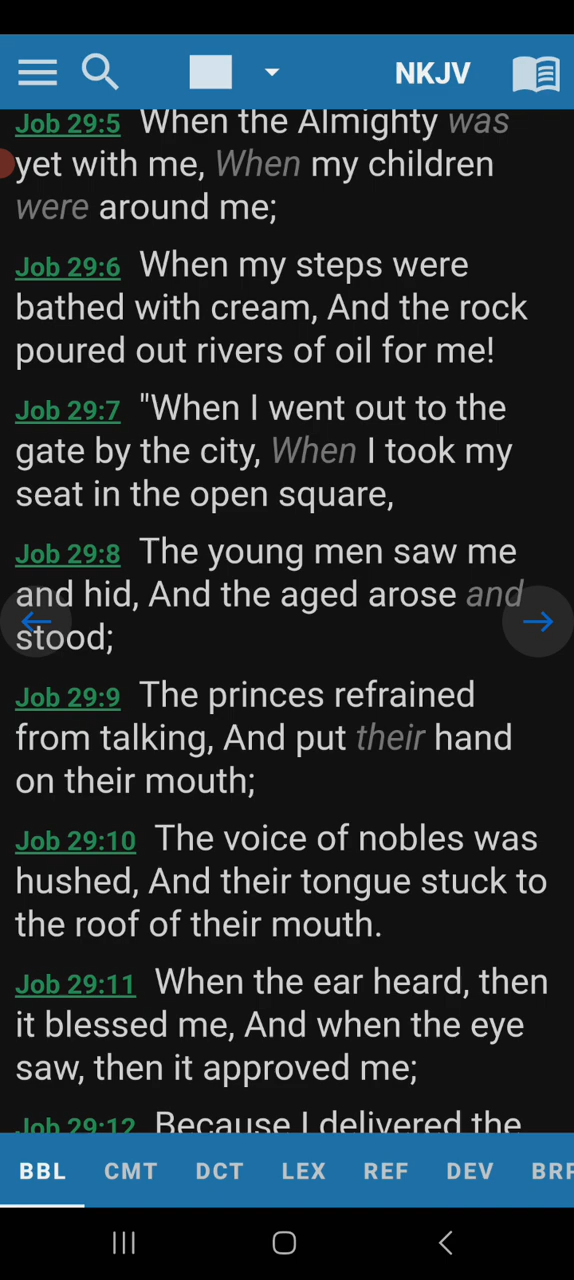 NKJV
Job 29:5 When the Almighty was
yet with me, When my children
were around me;
Job 29:6 When my steps were
bathed with cream, And the rock
poured out rivers of oil for me!
Job 29:7 "When I went out to the
gate by the city, When I took my
seat in the open square,
Job 29:8 The young men saw me
and hid, And the aged arose and
stood;
Job 29:9 The princes refrained
from talking, And put their hand
on their mouth;
Job 29:10 The voice of nobles was
hushed, And their tongue stuck to
the roof of their mouth.
Job 29:11 When the ear heard, then
it blessed me, And when the eye
saw, then it approved me;
Job 29:12 Because I delivered the
BBL CMT DCT LEX REF DEV BRF